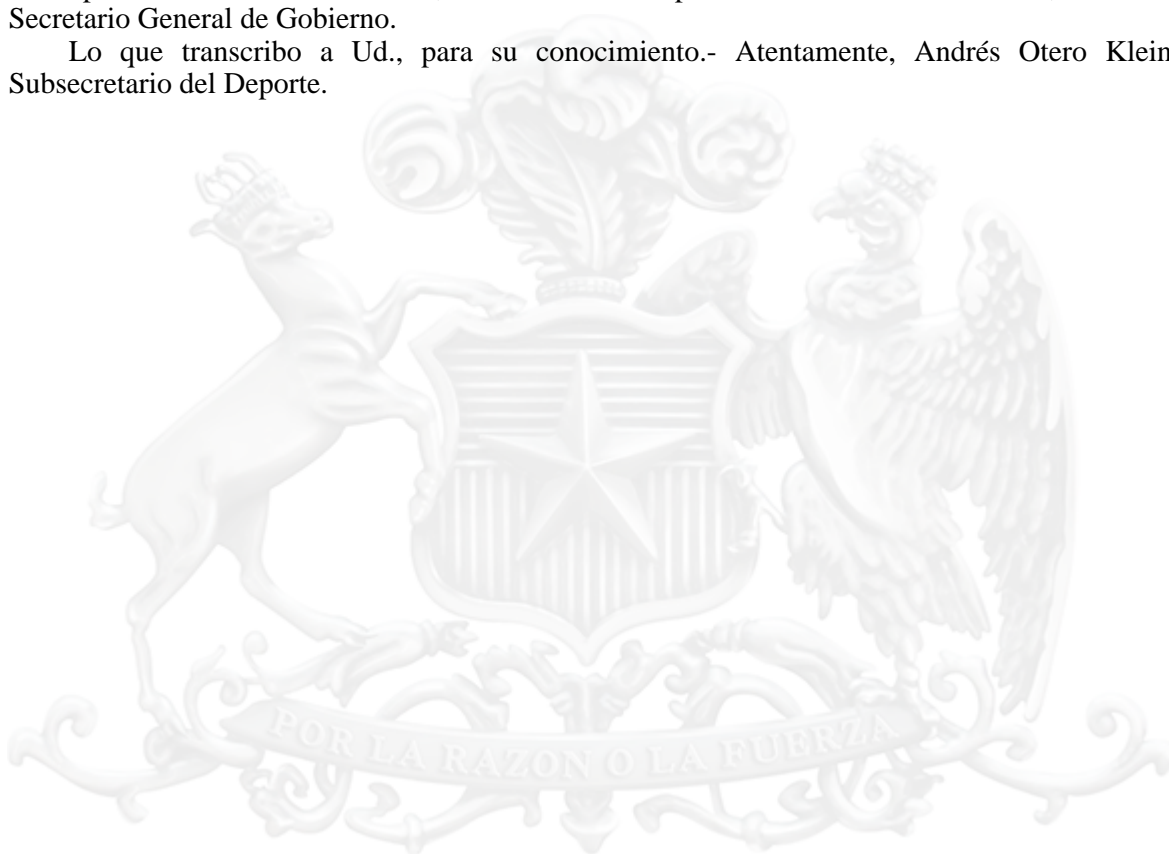 Secretario General de Gobierno.
Lo que transcribo a Ud., para su conocimiento.- Atentamente, Andrés Otero Klein
Subsecretario del Deporte.
POR LA RAZON O LA FUERZA